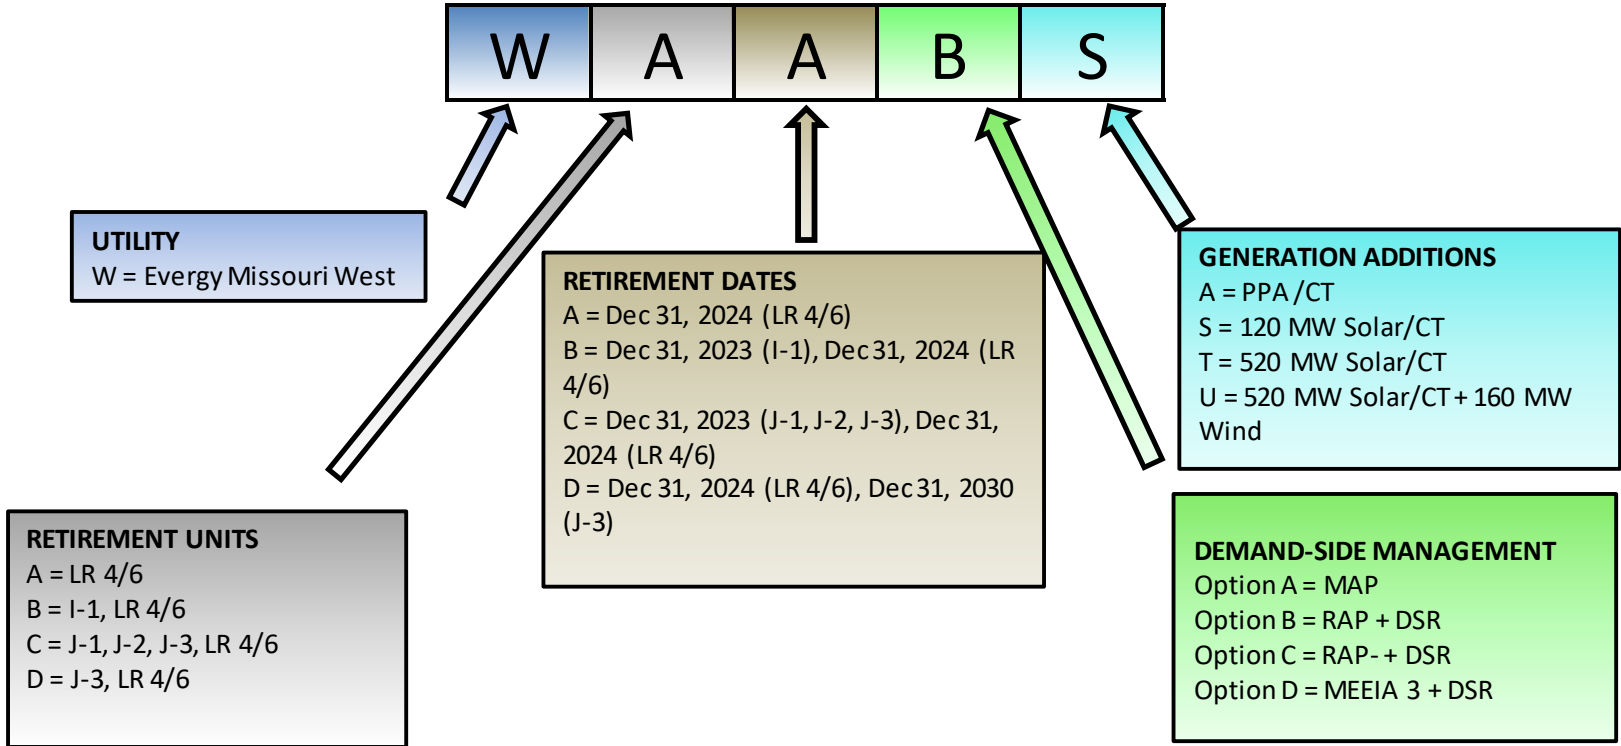 W A A B S
UTILITY
W = Evergy Missouri West
RETIREMENT UNITS
A = LR 4/6
B = I-1, LR 4/6
C = J-1, J-2, J-3, LR 4/6
D = J-3, LR 4/6
RETIREMENT DATES
A = Dec 31, 2024 (LR 4/6)
B = Dec 31, 2023 (I-1), Dec 31, 2024 (LR
4/6)
C = Dec 31, 2023 (J-1, J-2, J-3), Dec 31,
2024 (LR 4/6)
D = Dec 31, 2024 (LR 4/6), Dec 31, 2030
(J-3)
GENERATION ADDITIONS
A = PPA/CT
S = 120 MW Solar/CT
T = 520 MW Solar/CT
U = 520 MW Solar/CT + 160 MW
Wind
DEMAND-SIDE MANAGEMENT
Option A = MAP
Option B = RAP + DSR
Option C = RAP- + DSR
Option D = MEEIA 3 + DSR